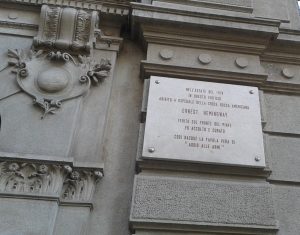 NELL'ESTATE DEL 1918
IN QUESTO EDIFICIO
ADIBITO A OSPEDALE DELLA CROCE ROSSA AMERICANA
ERNEST HEMINGWAY
FERITO SUL FRONTE DEL PIAVE
FU ACCOLTO E CURATO
COSÌ NACQUE LA FAVOLA VERA DI
"ADDIO ALLE ARMI"